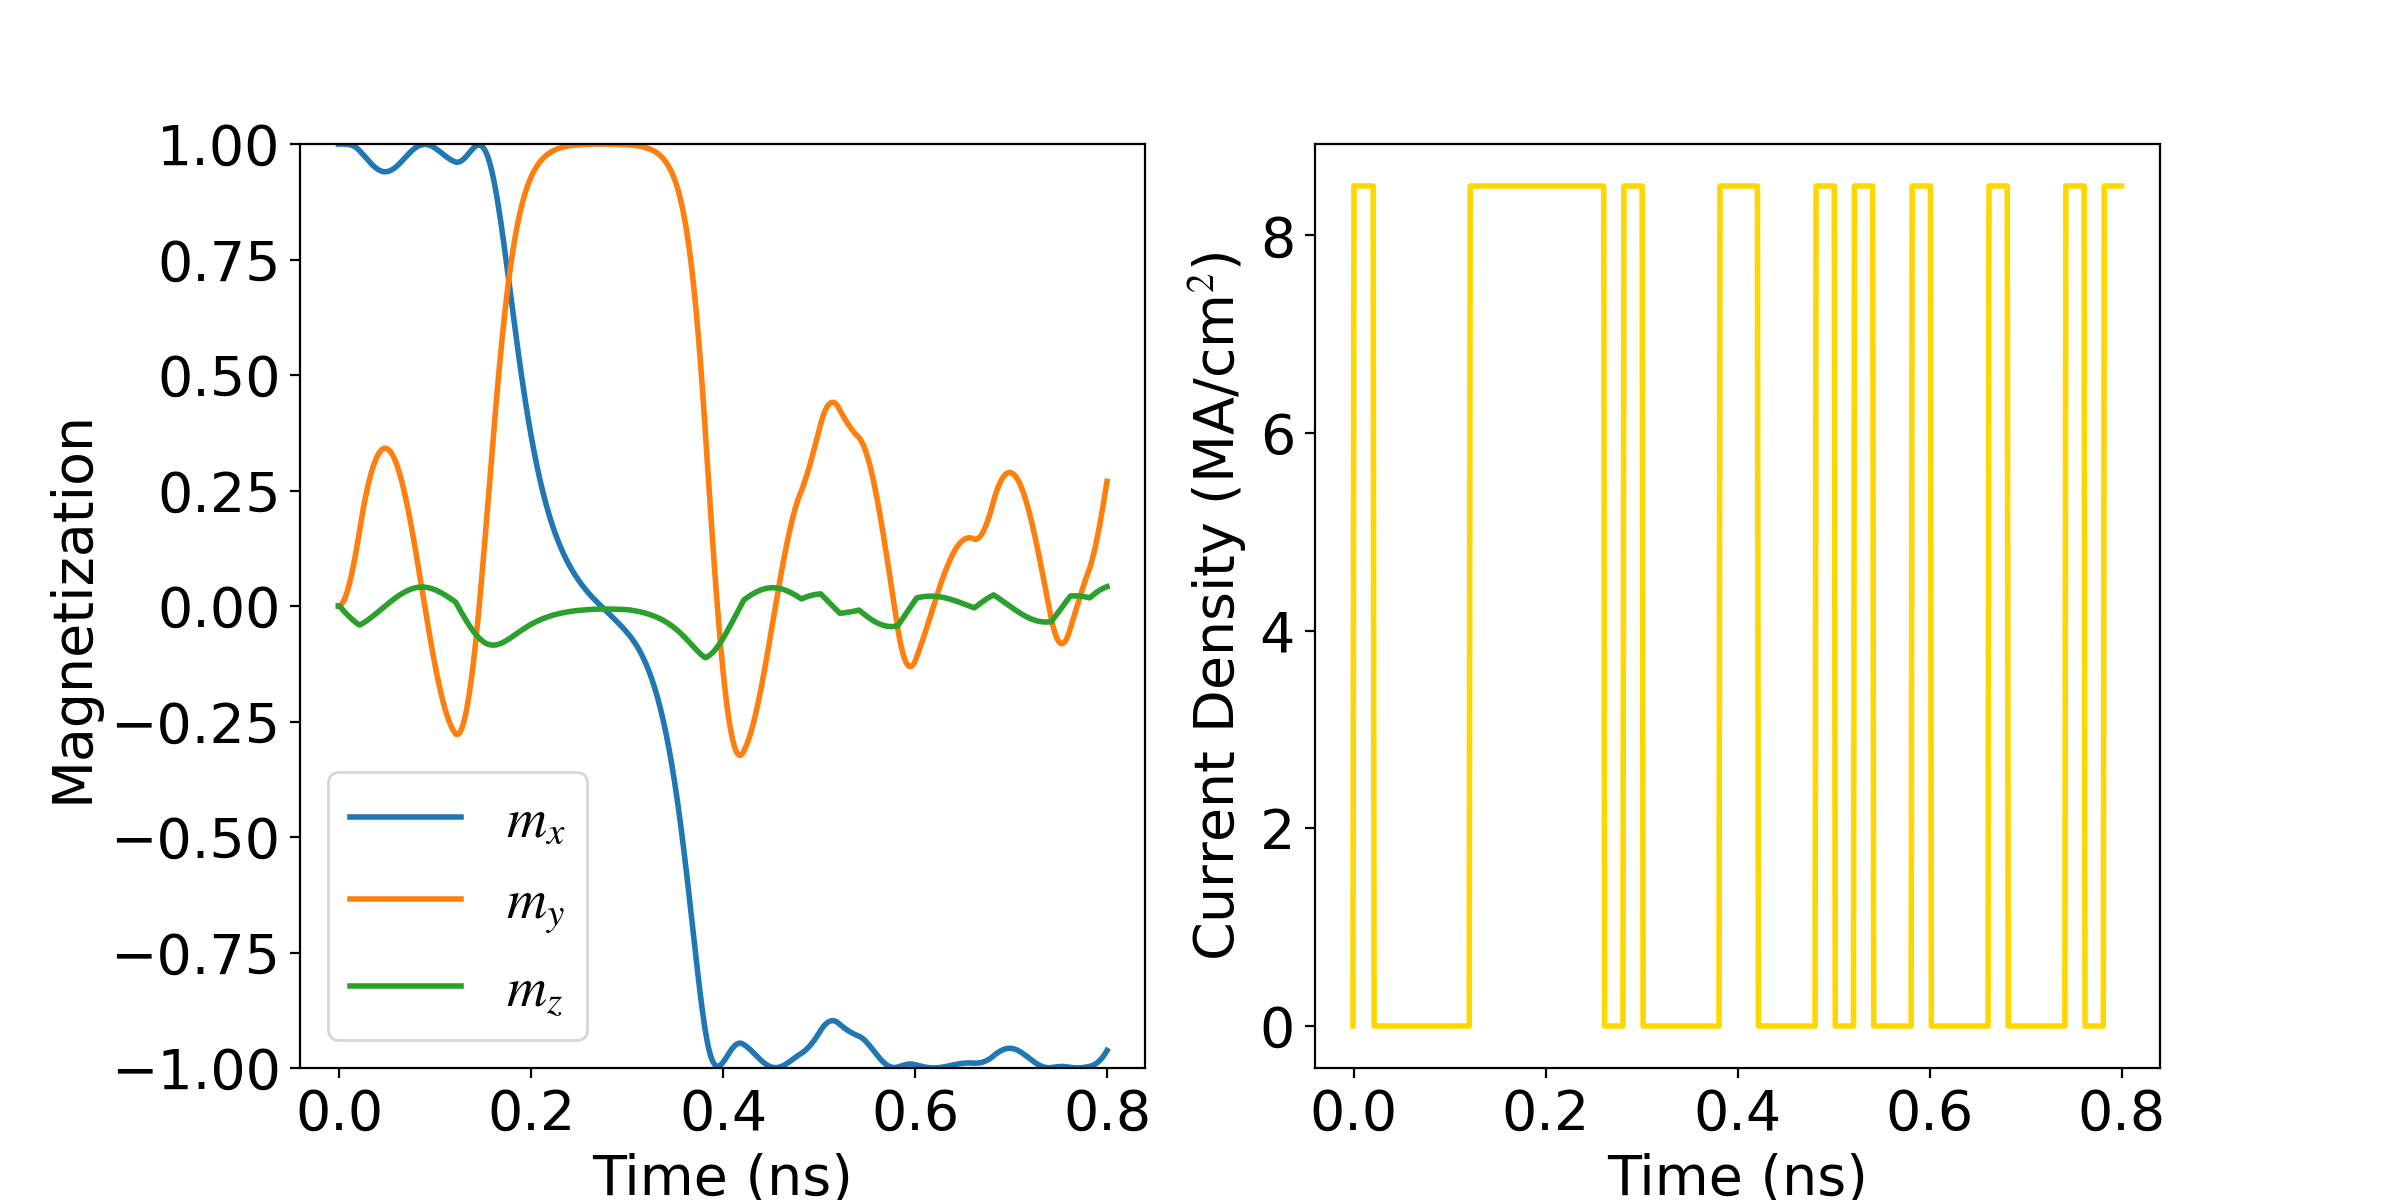 1.00
0.75
0.50
0.25
0.00
−0.25
−0.50
−0.75
−1.00
Magnetization
m_x
m_y
m_z
0.0 0.2 0.4 0.6 0.8
Time (ns)
8
6
4
2
0
Current Density (MA/cm²)
0.0 0.2 0.4 0.6 0.8
Time (ns)